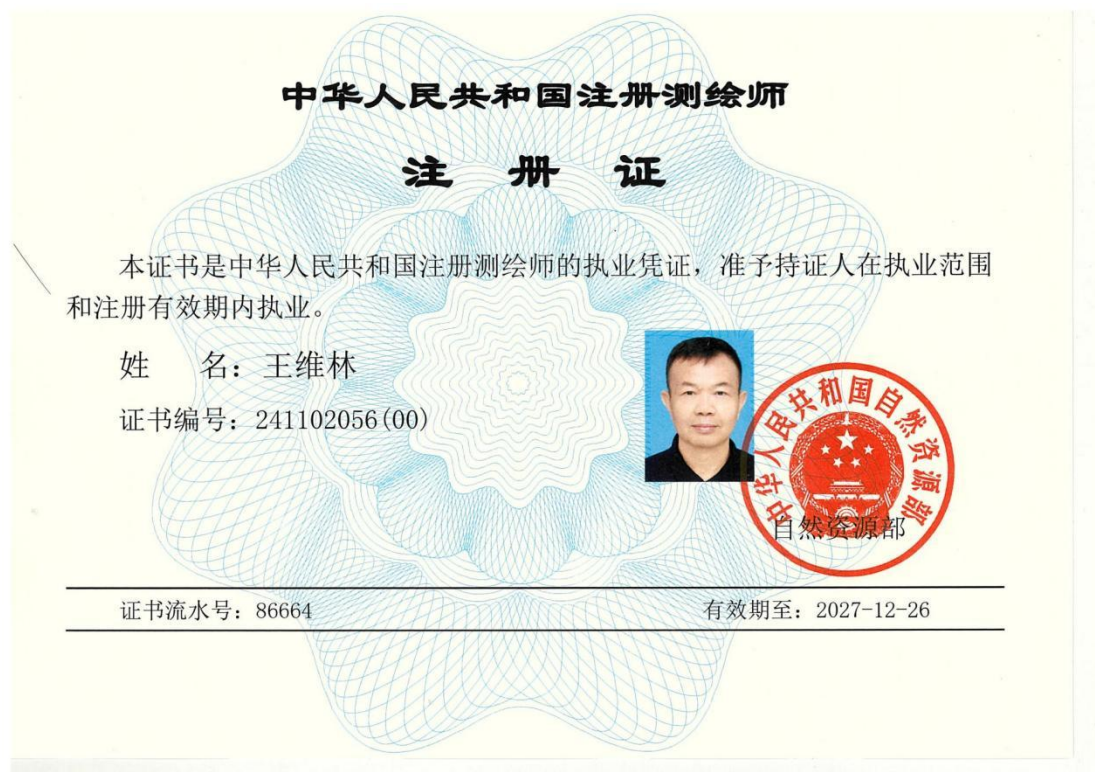 中华人民共和国注册测绘师
注 册 证
本证书是中华人民共和国注册测绘师的执业凭证，准予持证人在执业范围
和注册有效期内执业。
姓 名：王维林
证书编号：241102056(00)
中华人民共和国自然资源部
自然资源部
证书流水号：86664
有效期至：2027-12-26